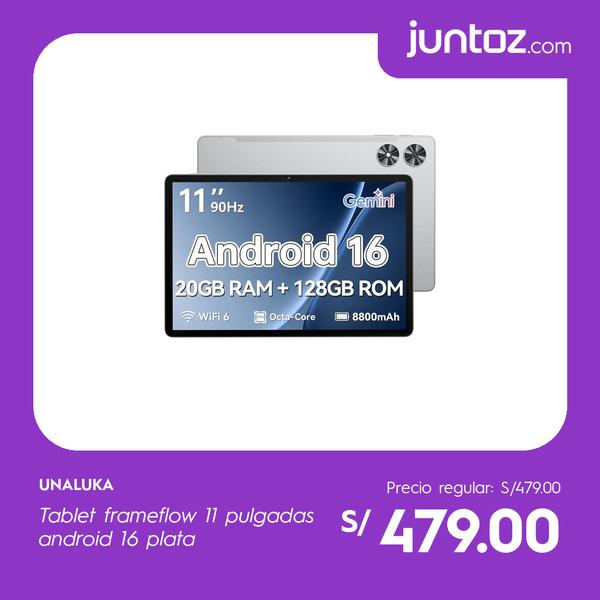 juntoz.com
11’’ 90Hz
Gemini
Android 16
20GB RAM + 128GB ROM
WiFi 6 Octa-Core 8800mAh
UNALUKA
Tablet frameflow 11 pulgadas
android 16 plata
Precio regular: S/479.00
S/ 479.00